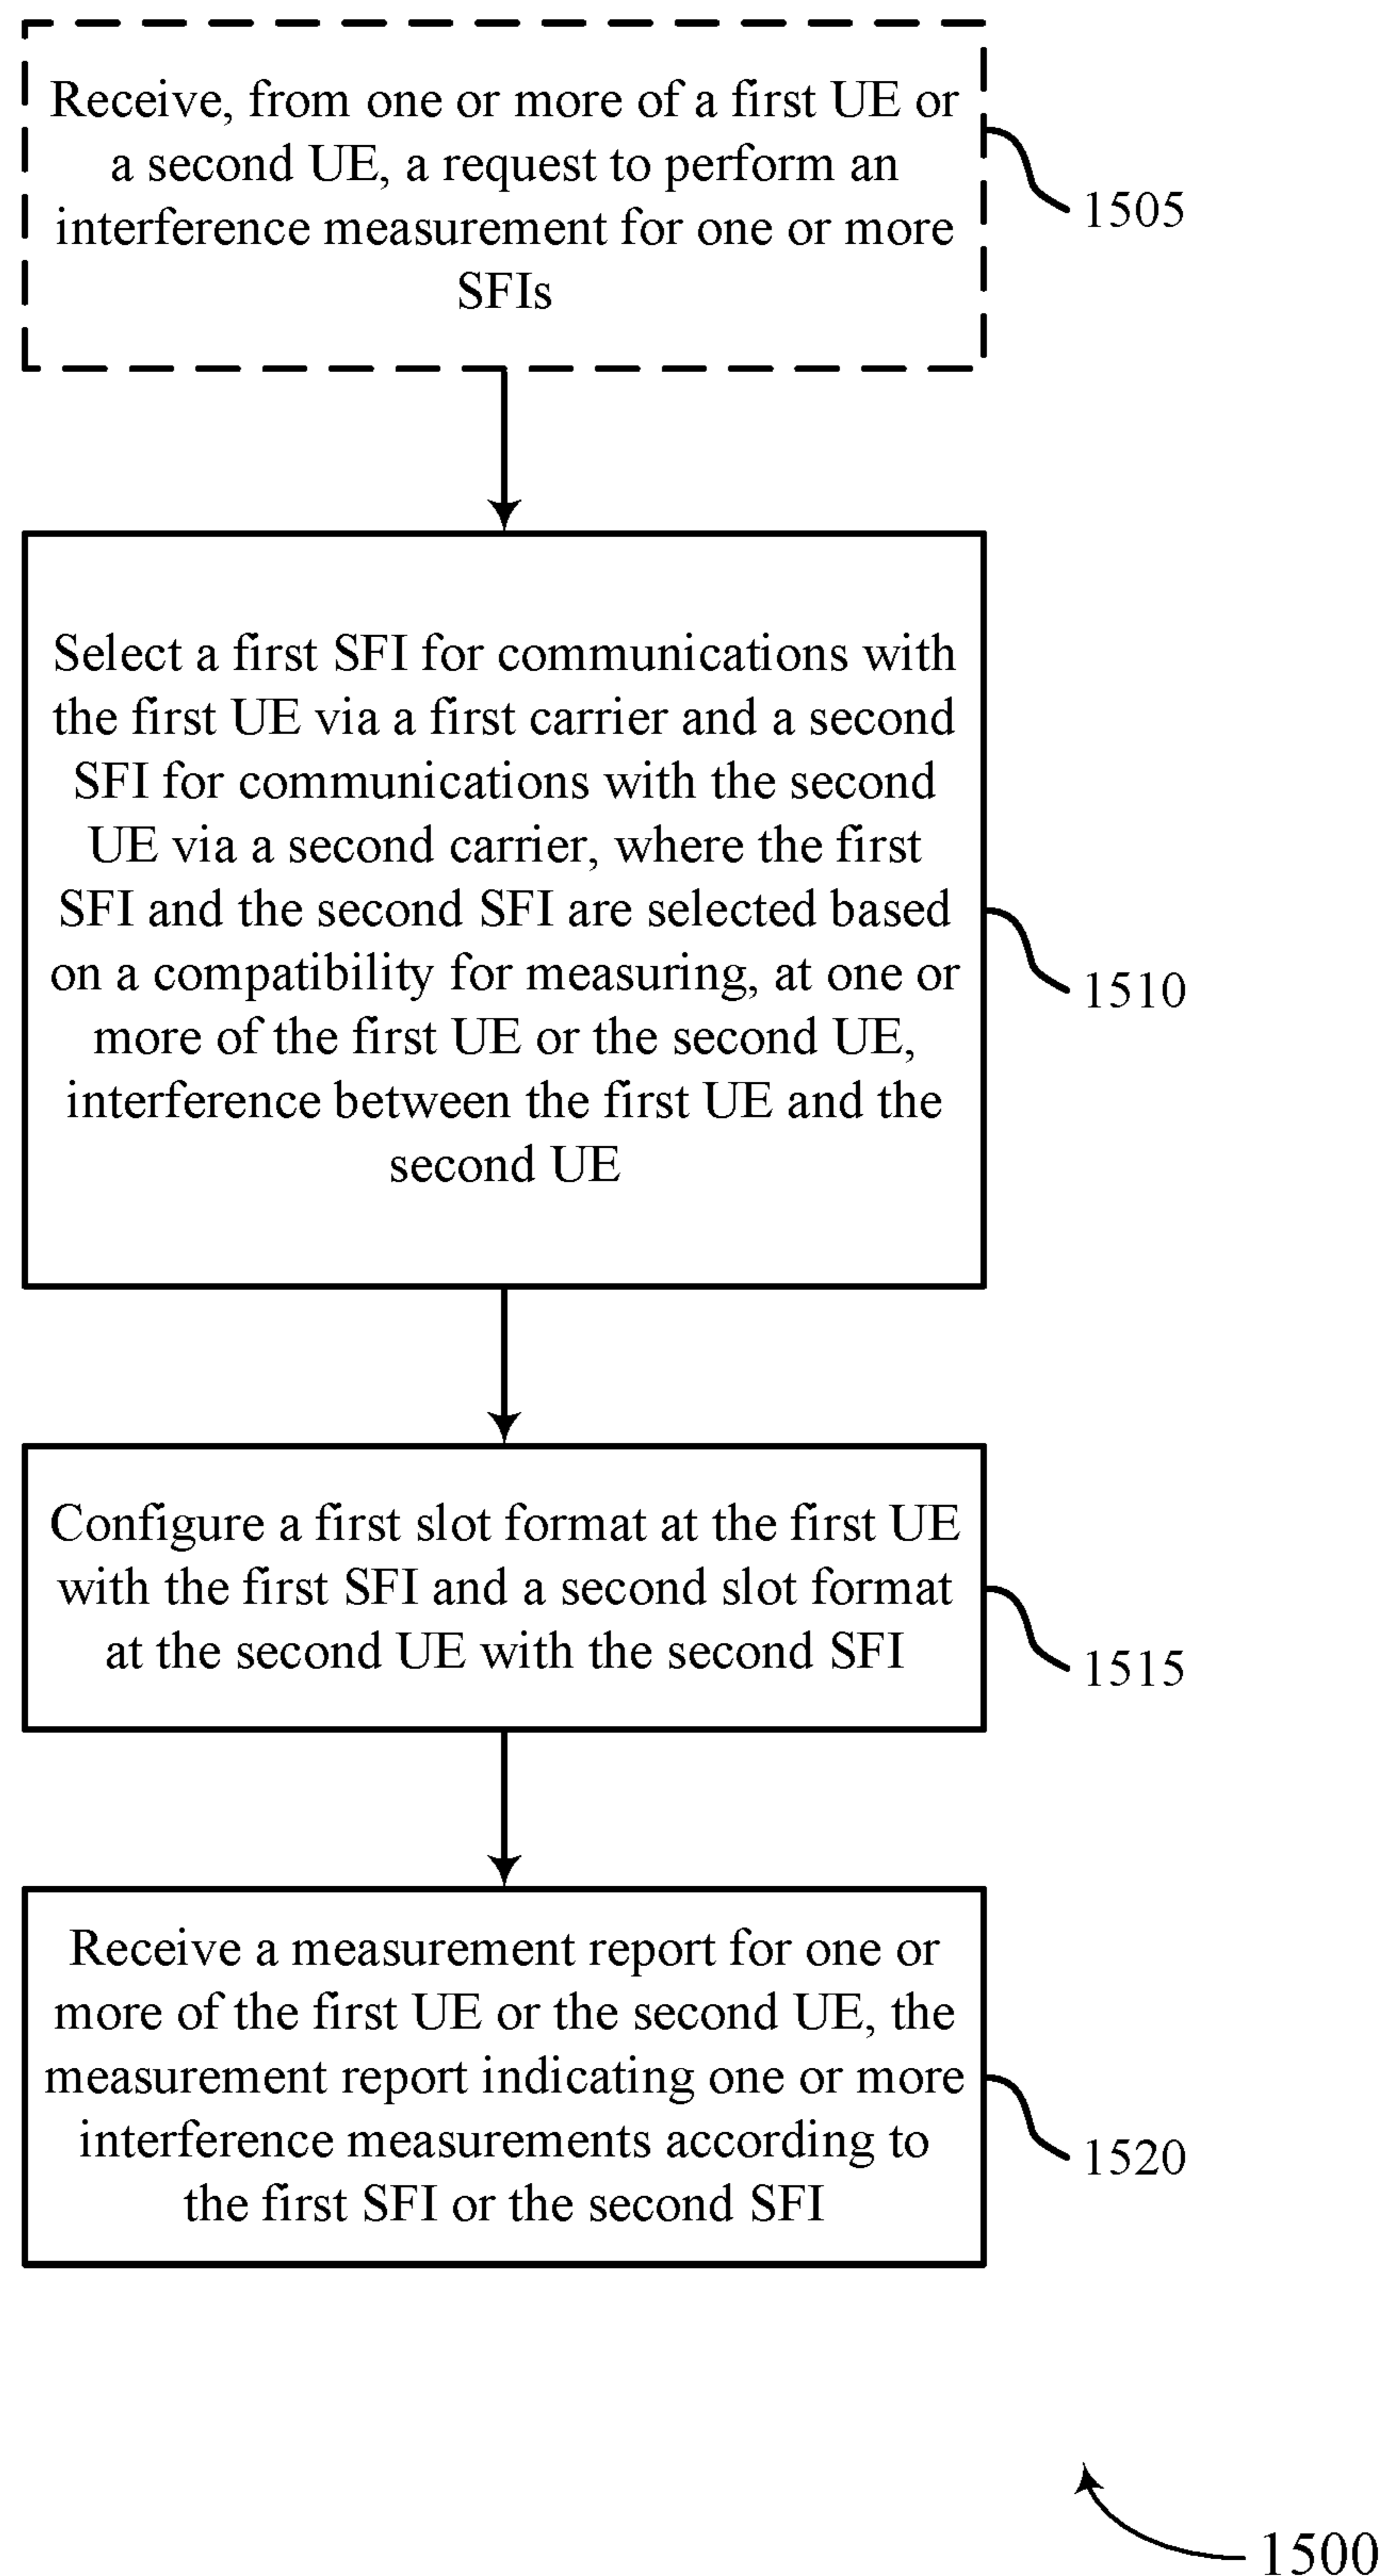 Receive, from one or more of a first UE or
a second UE, a request to perform an
interference measurement for one or more
SFIs
1505
Select a first SFI for communications with
the first UE via a first carrier and a second
SFI for communications with the second
UE via a second carrier, where the first
SFI and the second SFI are selected based
on a compatibility for measuring, at one or
more of the first UE or the second UE,
interference between the first UE and the
second UE
1510
Configure a first slot format at the first UE
with the first SFI and a second slot format
at the second UE with the second SFI
1515
Receive a measurement report for one or
more of the first UE or the second UE, the
measurement report indicating one or more
interference measurements according to
the first SFI or the second SFI
1520
1500